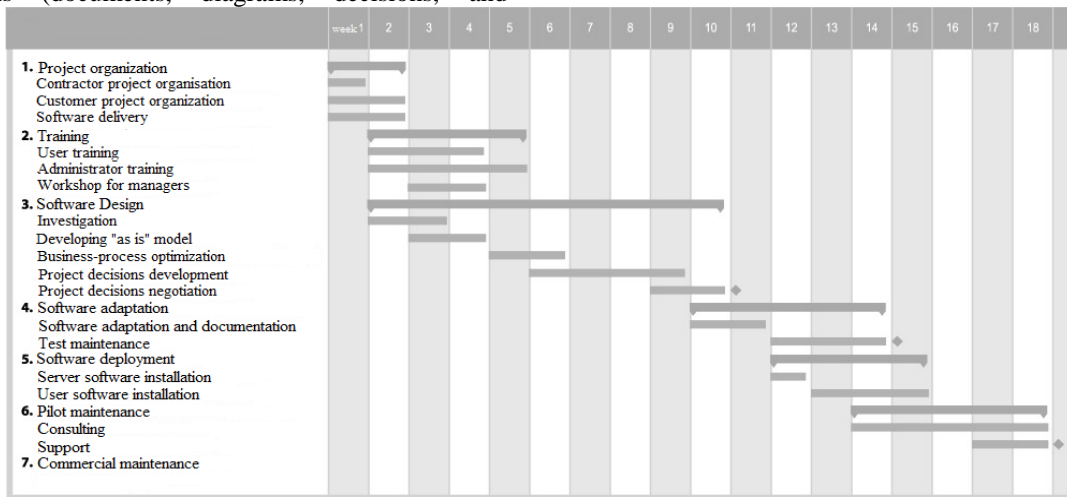 (documents, diagrams, decisions, and
week 1 2 3 4 5 6 7 8 9 10 11 12 13 14 15 16 17 18
1. Project organization
Contractor project organisation
Customer project organization
Software delivery
2. Training
User training
Administrator training
Workshop for managers
3. Software Design
Investigation
Developing "as is" model
Business-process optimization
Project decisions development
Project decisions negotiation
4. Software adaptation
Software adaptation and documentation
Test maintenance
5. Software deployment
Server software installation
User software installation
6. Pilot maintenance
Consulting
Support
7. Commercial maintenance